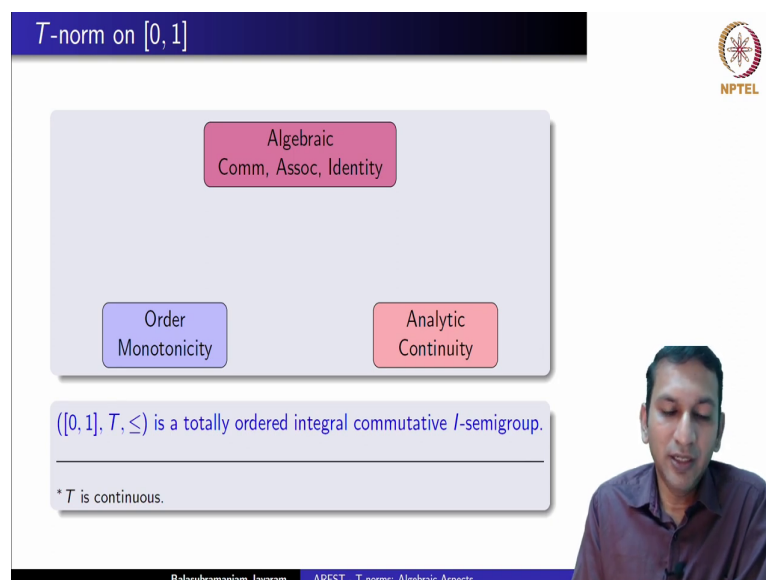 T-norm on [0, 1]
NPTEL
Algebraic
Comm, Assoc, Identity
Order
Monotonicity
Analytic
Continuity
([0, 1], T, ≤) is a totally ordered integral commutative I-semigroup.
* T is continuous.
Balasubramaniam Jayaram
ARFST - T-norms: Algebraic Aspects